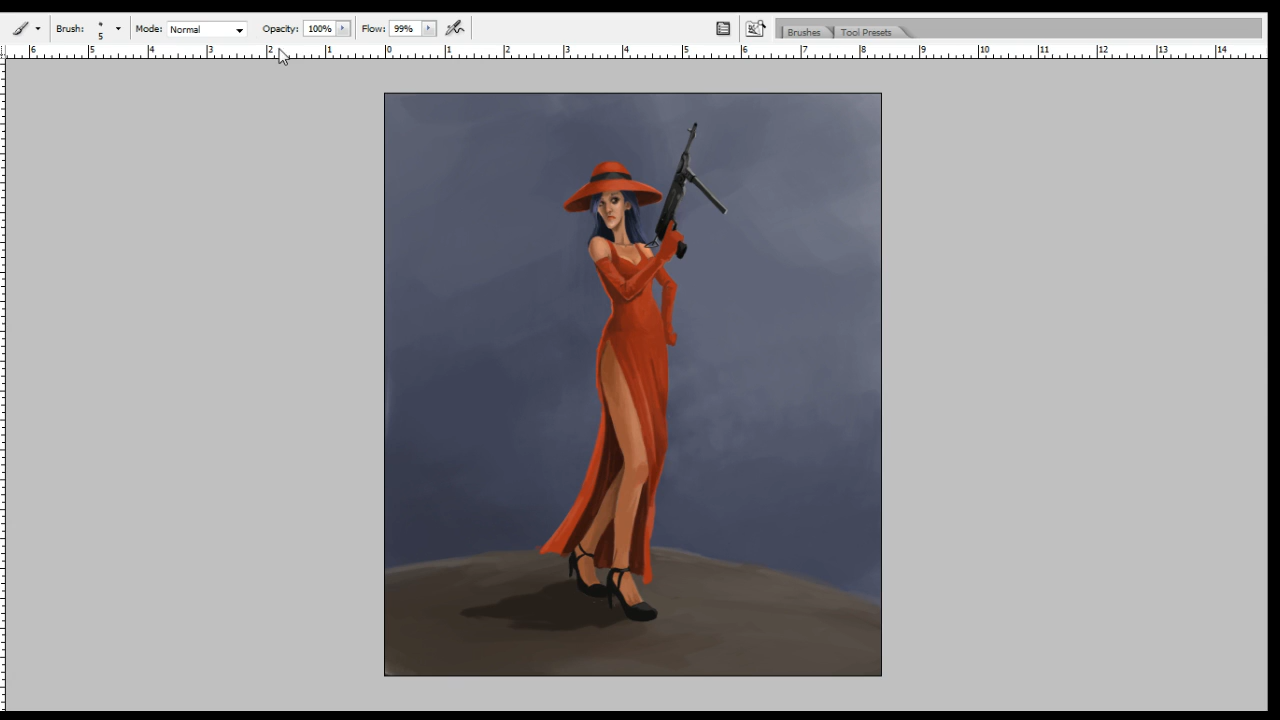 Brush: 5 Mode: Normal Opacity: 100% Flow: 99% Brushes Tool Presets
6 5 4 3 2 1 0 1 2 3 4 5 6 7 8 9 10 11 12 13 14